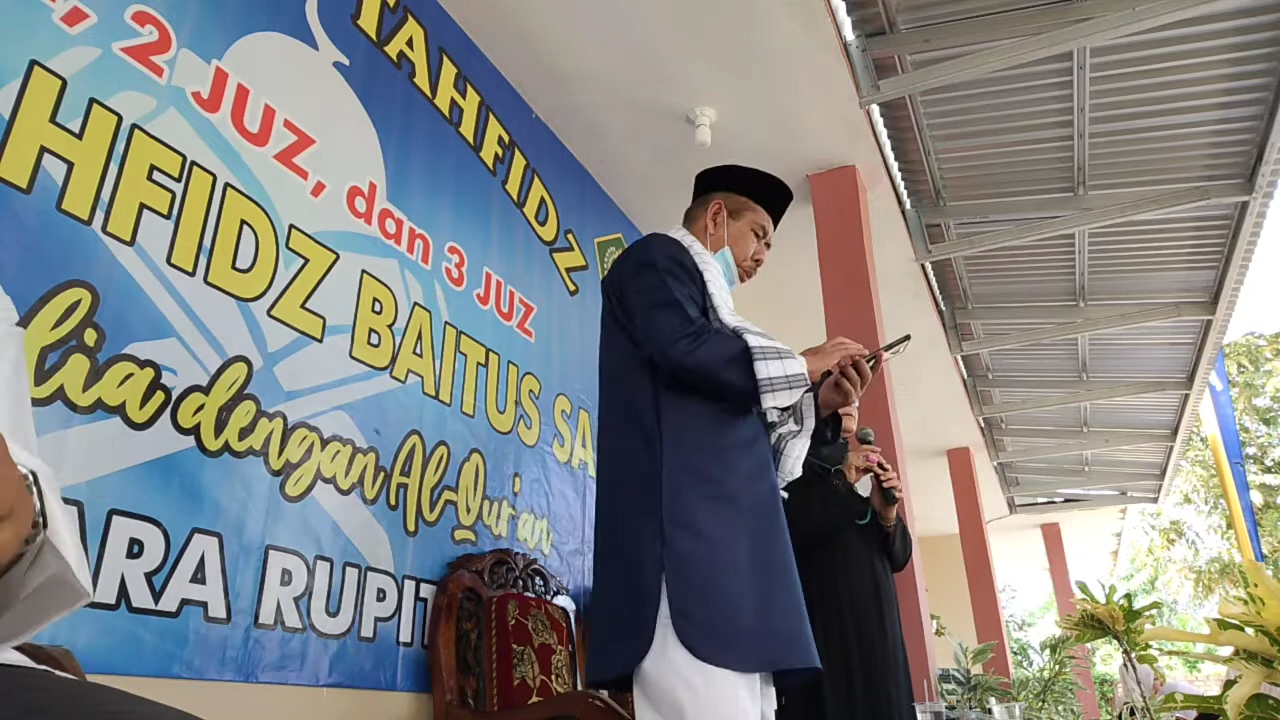 TAHFIDZ
, 2 JUZ, dan 3 JUZ
HFIDZ BAITUS SA
lia dengan Al-Qur'an
ARA RUPIT